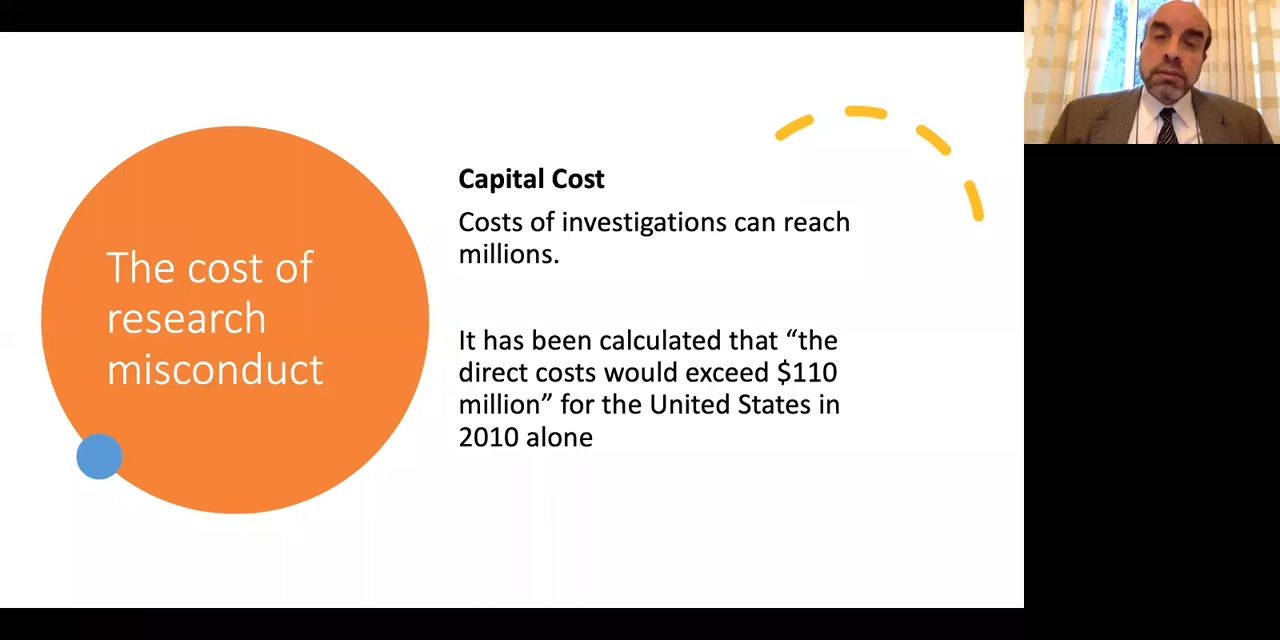 The cost of
research
misconduct
Capital Cost
Costs of investigations can reach
millions.
It has been calculated that “the
direct costs would exceed $110
million” for the United States in
2010 alone